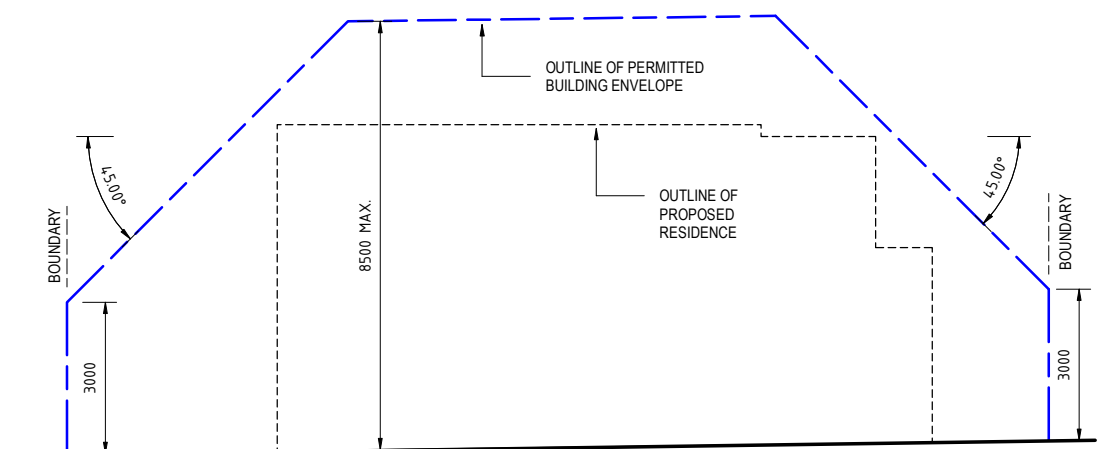 OUTLINE OF PERMITTED
BUILDING ENVELOPE
45.00°
45.00°
OUTLINE OF
PROPOSED
RESIDENCE
BOUNDARY
8500 MAX.
BOUNDARY
3000
3000